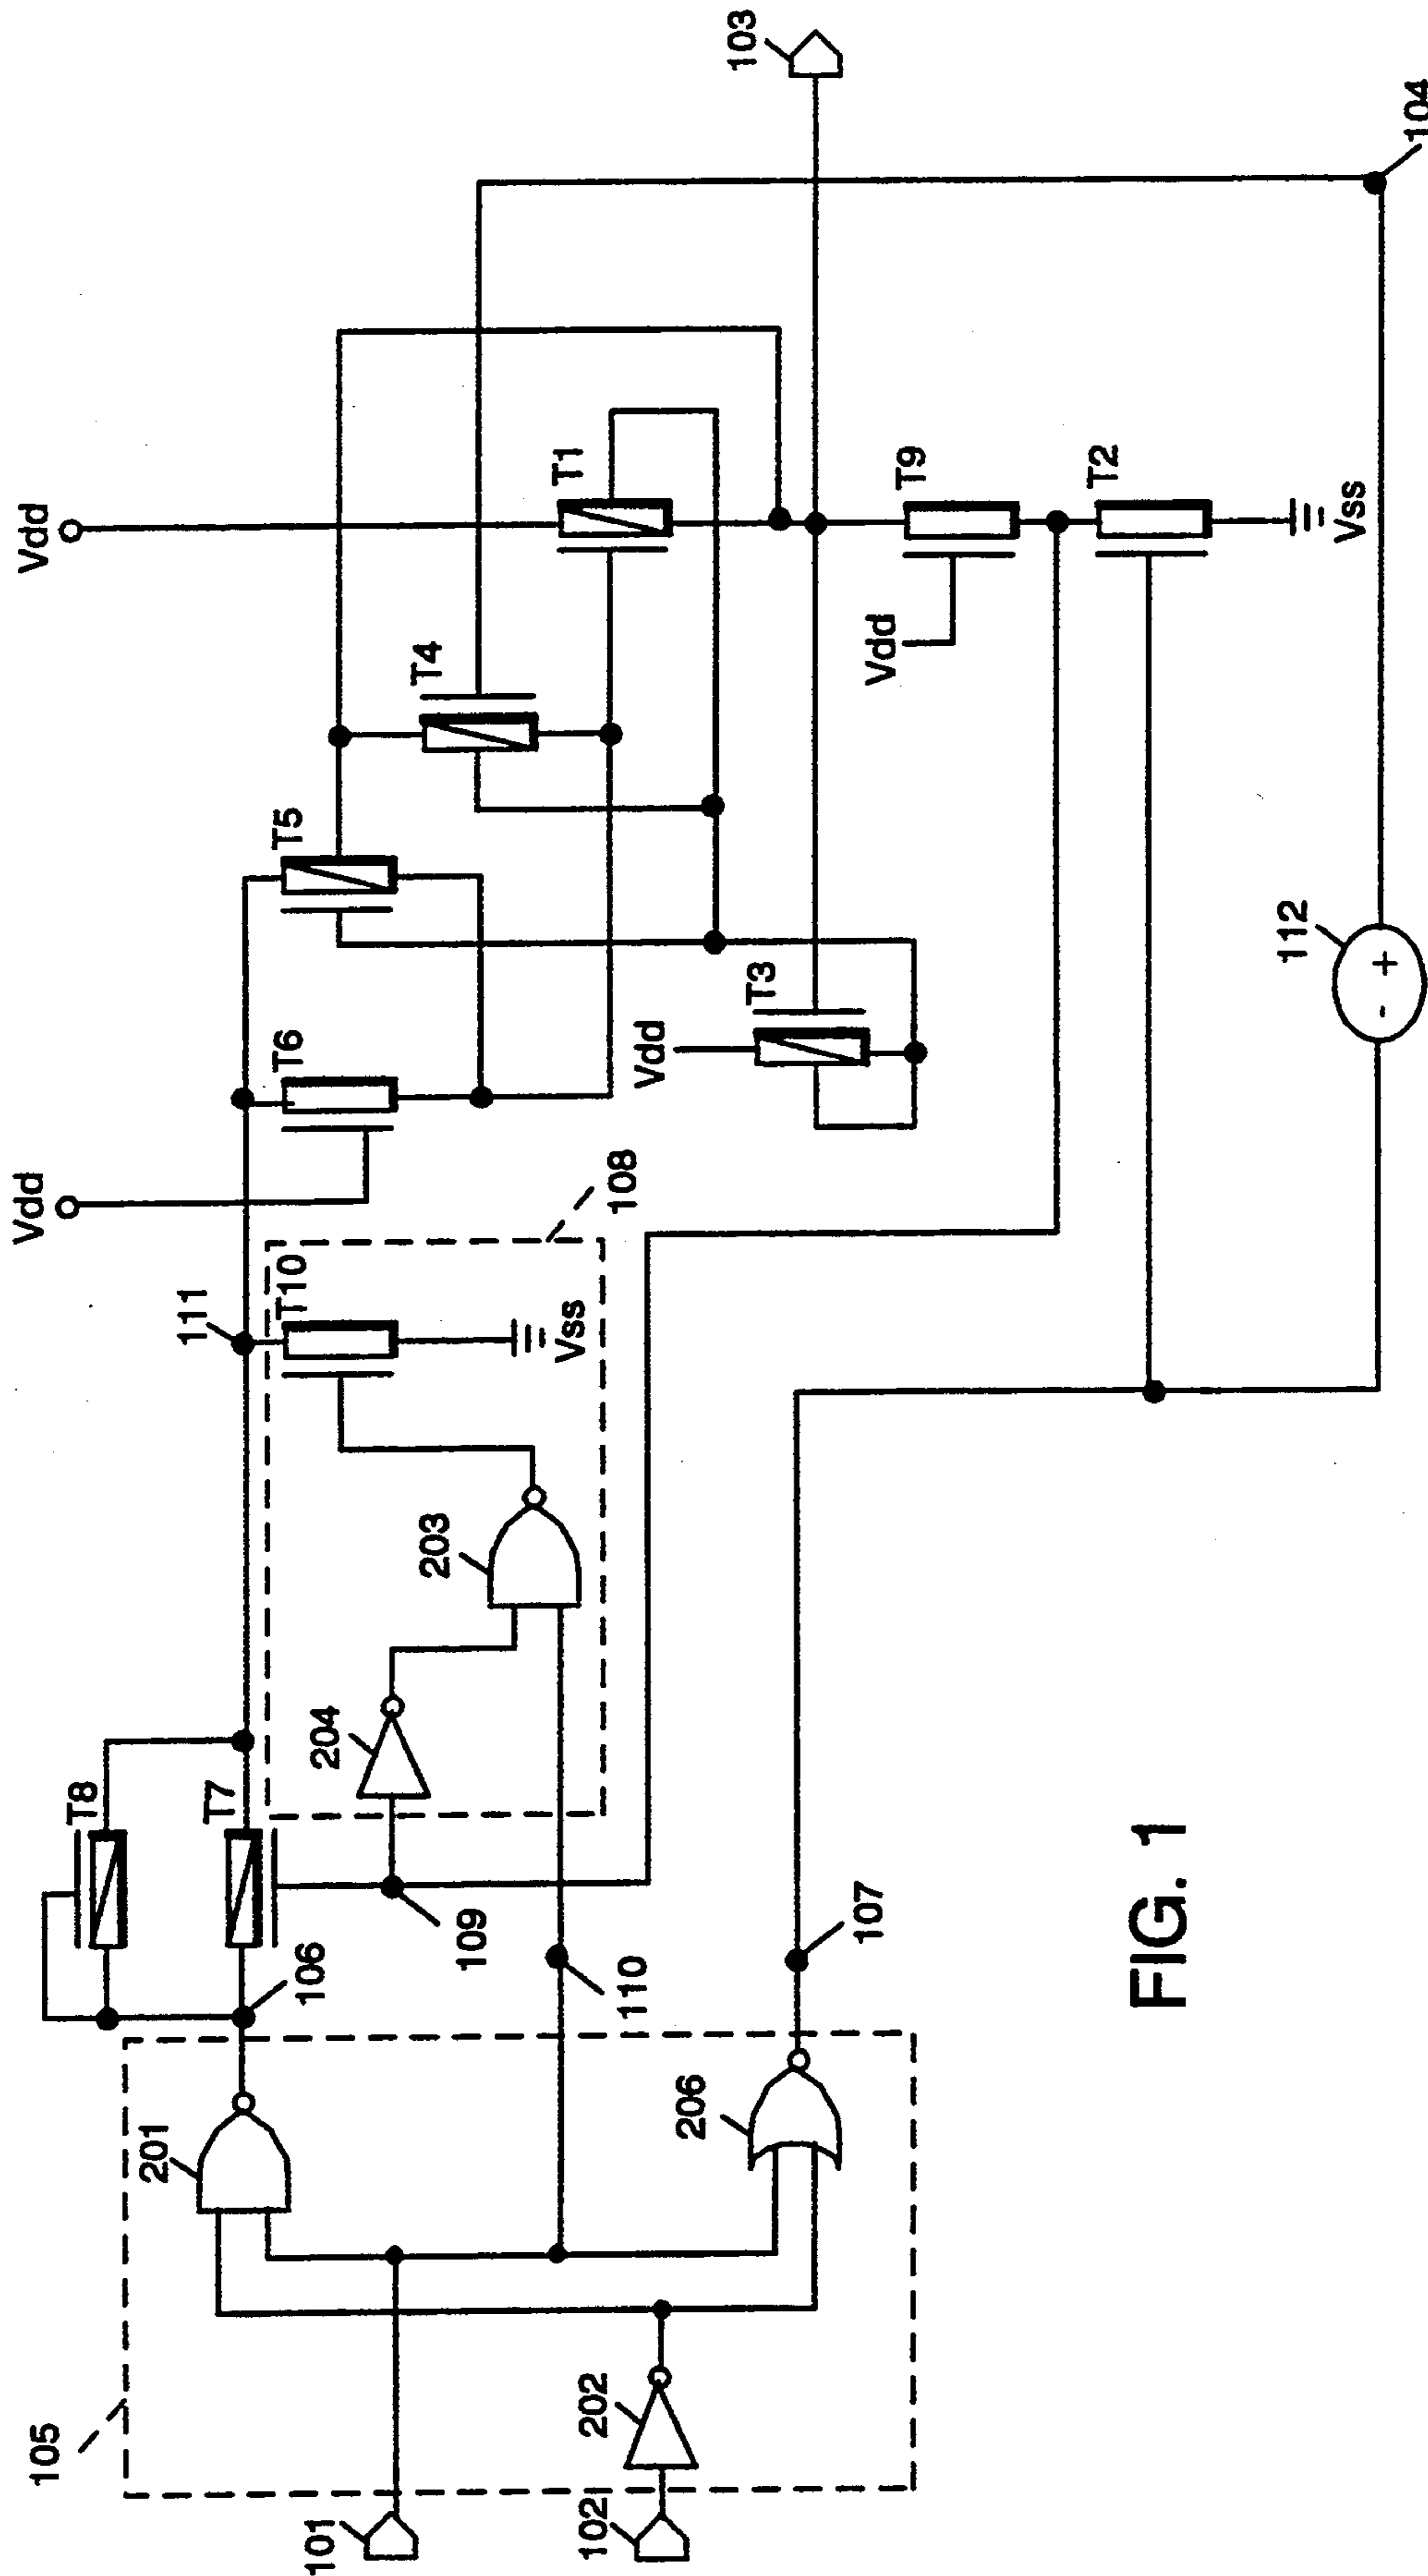 Vdd
Vdd
103
T8
111
T6
T5
T7
T10
T4
106
204
203
108
Vss
T1
201
109
Vdd
T3
105
110
Vdd
T9
101
206
202
107
T2
102
Vss
104
112
- +
FIG. 1